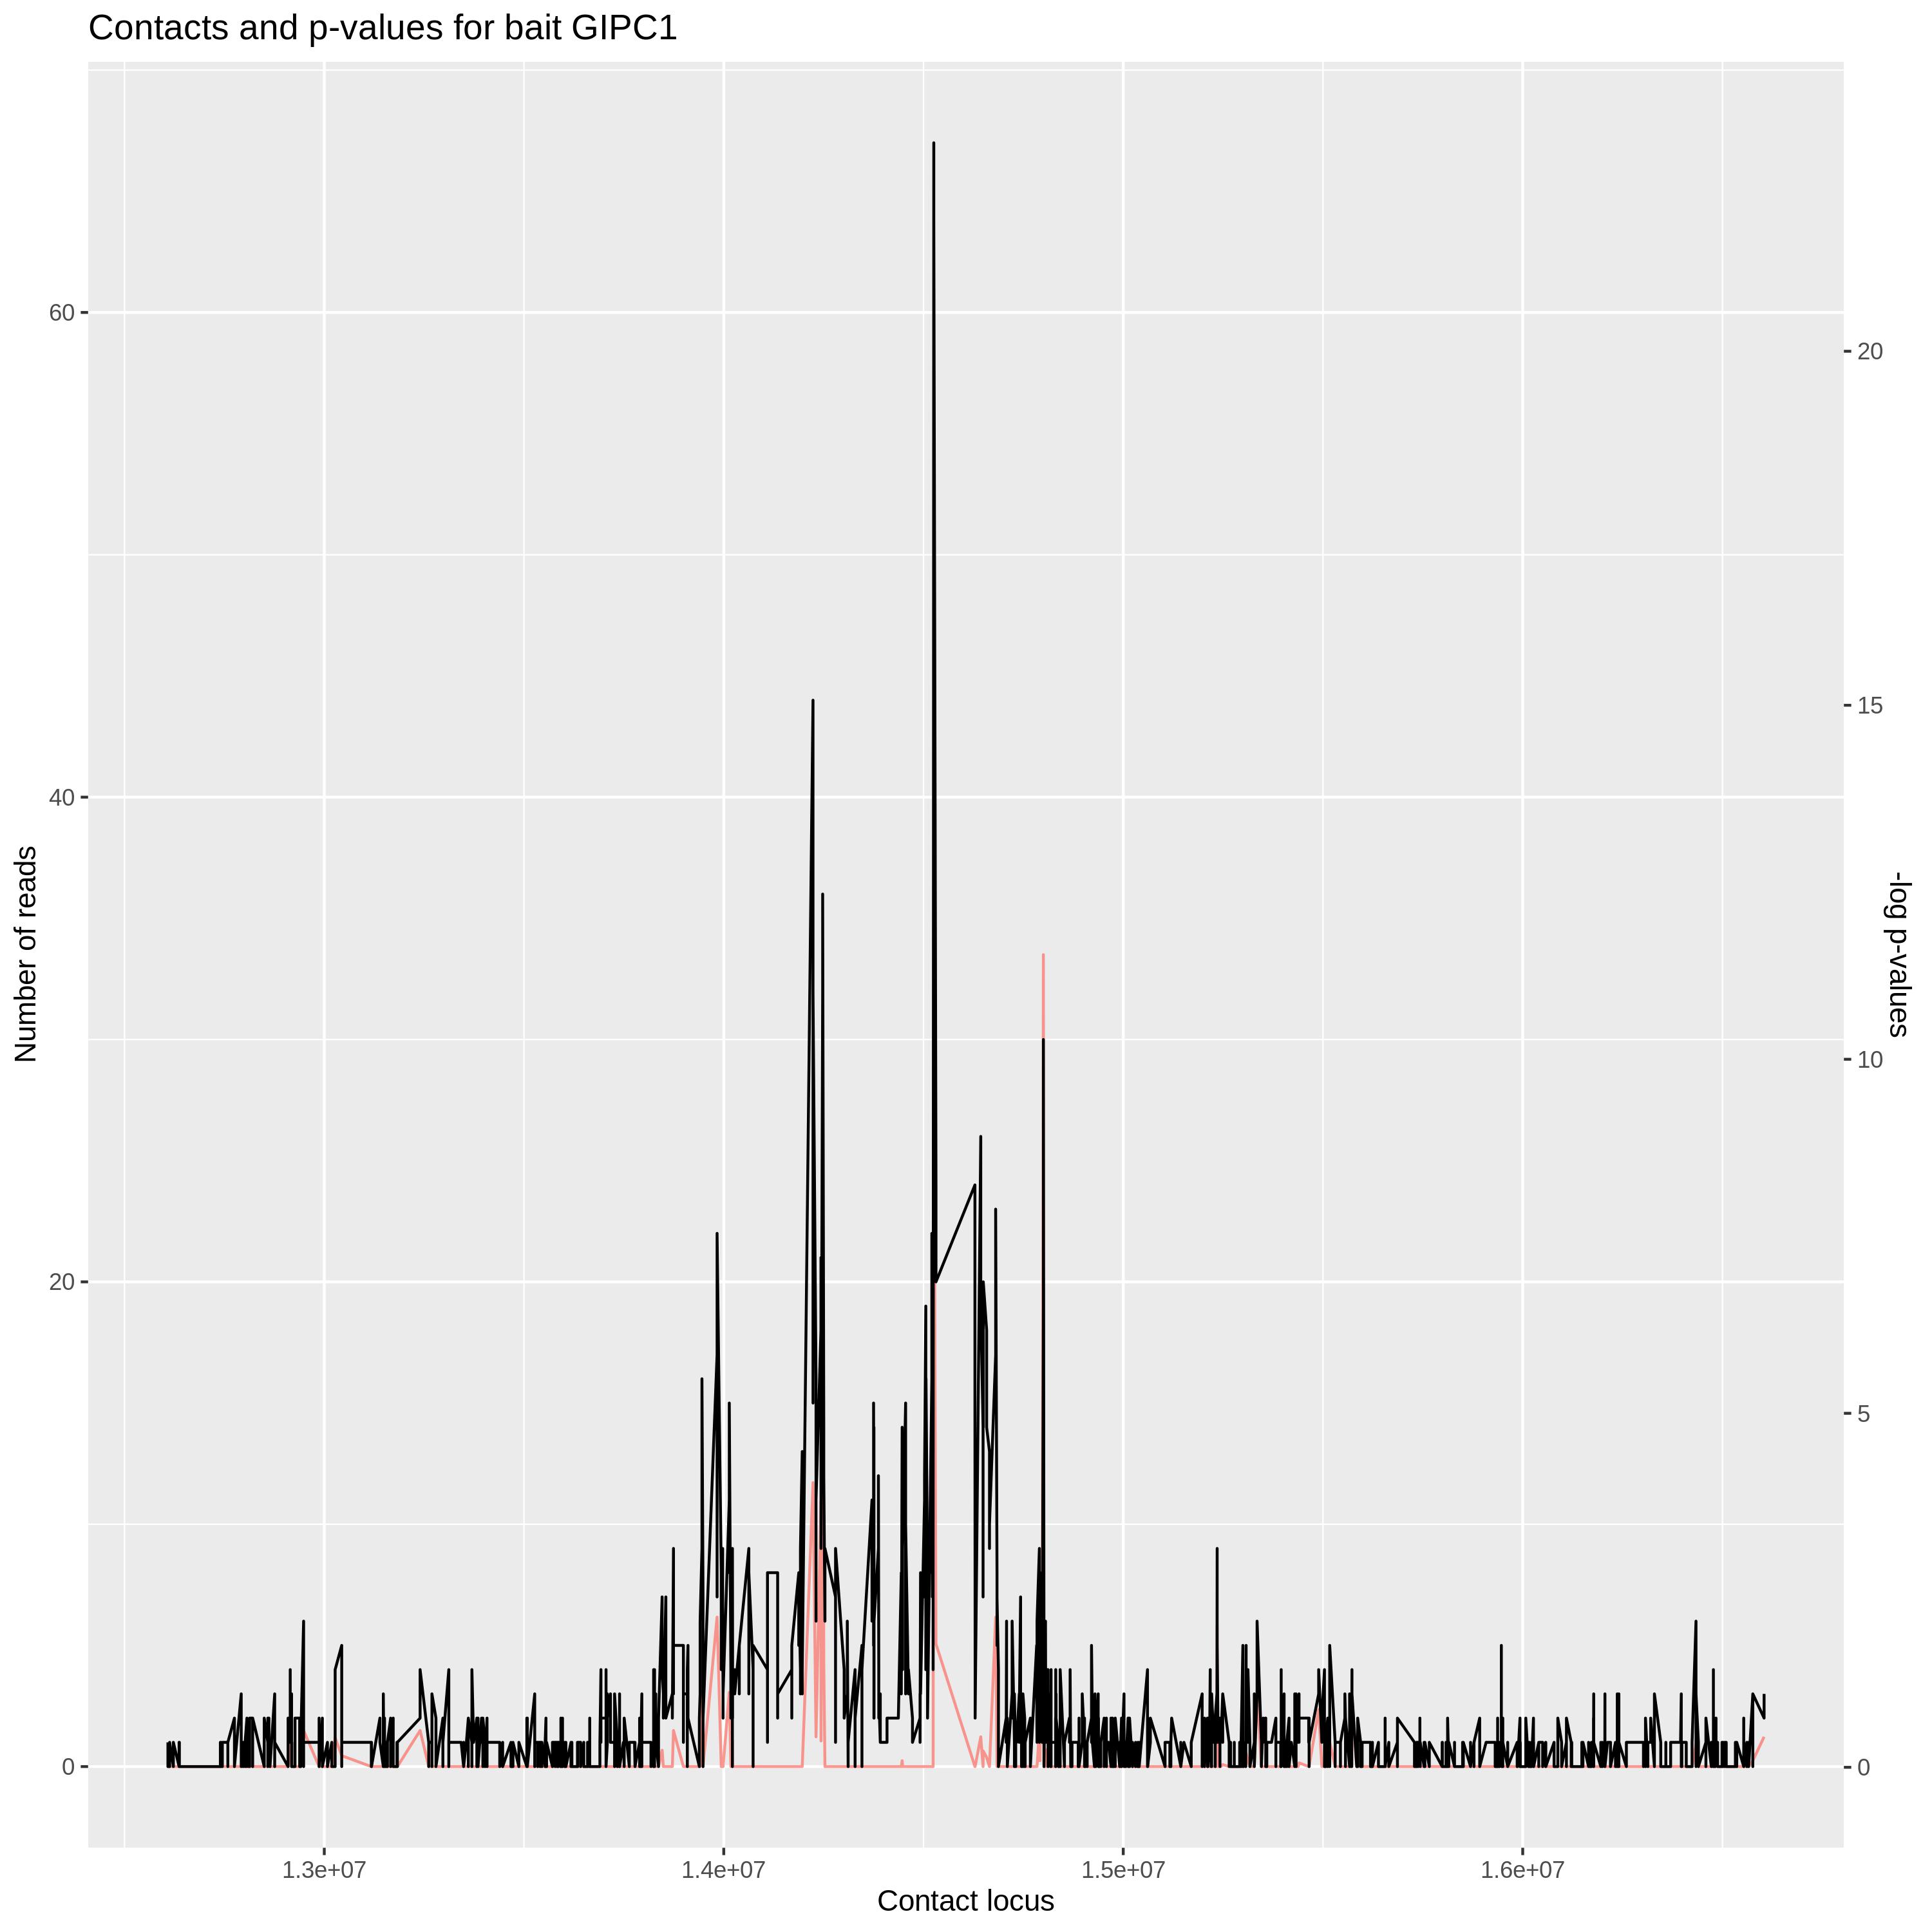 Contacts and p-values for bait GIPC1
60
40
20
0
20
15
10
5
0
Number of reads
-log p-values
1.3e+07
1.4e+07
1.5e+07
1.6e+07
Contact locus